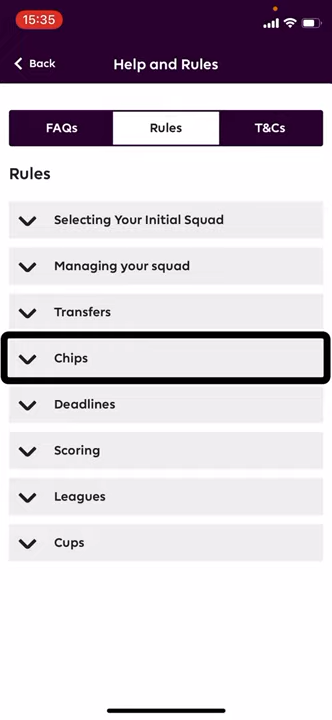 15:35
Back
Help and Rules
FAQs
Rules
T&Cs
Rules
Selecting Your Initial Squad
Managing your squad
Transfers
Chips
Deadlines
Scoring
Leagues
Cups